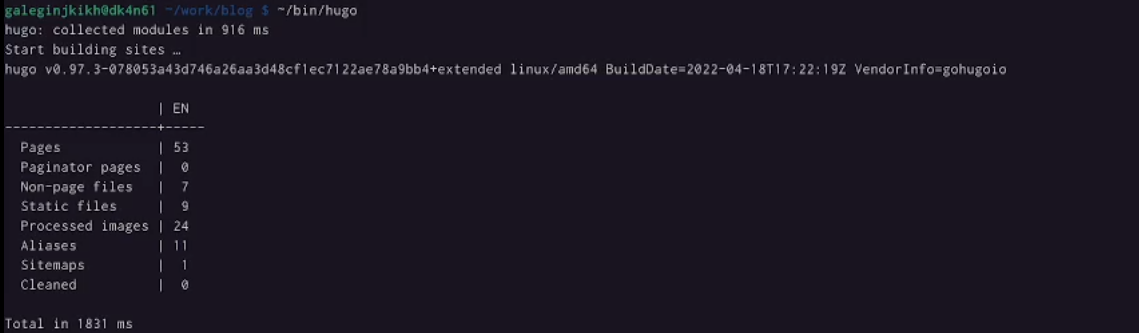 galeginjkikh@dk4n61 ~/work/blog $ ~/bin/hugo
hugo: collected modules in 916 ms
Start building sites …
hugo v0.97.3-078053a43d746a26aa3d48cf1ec7122ae78a9bb4+extended linux/amd64 BuildDate=2022-04-18T17:22:19Z VendorInfo=gohugoio
                   | EN
-------------------+-----
  Pages            | 53
  Paginator pages  |  0
  Non-page files   |  7
  Static files     |  9
  Processed images | 24
  Aliases          | 11
  Sitemaps         |  1
  Cleaned          |  0
Total in 1831 ms